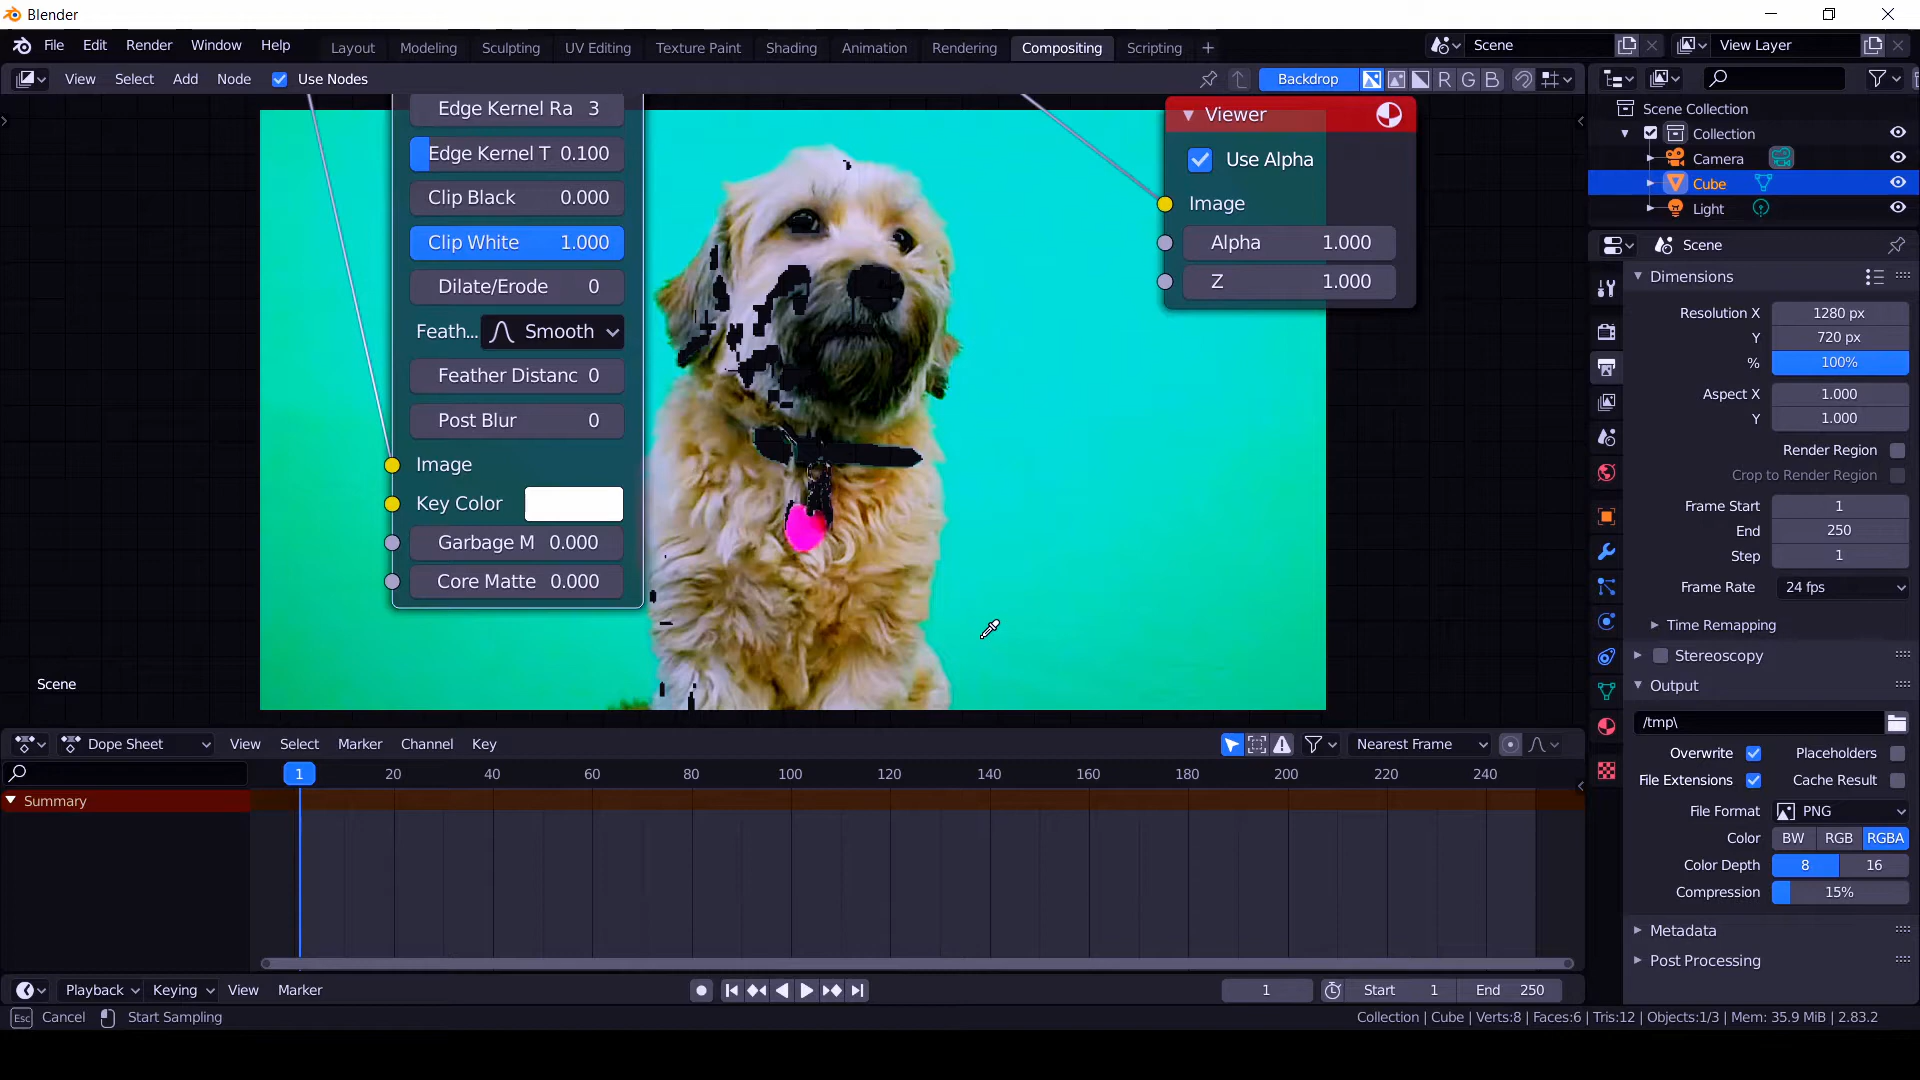 Blender
File Edit Render Window Help
Layout Modeling Sculpting UV Editing Texture Paint Shading Animation Rendering Compositing Scripting +
Scene
View Layer
View Select Add Node Use Nodes
Backdrop R G B
Edge Kernel Ra 3
Edge Kernel T 0.100
Clip Black 0.000
Clip White 1.000
Dilate/Erode 0
Feath... Smooth
Feather Distanc 0
Post Blur 0
Image
Key Color
Garbage M 0.000
Core Matte 0.000
Viewer
Use Alpha
Image
Alpha 1.000
Z 1.000
Scene
Scene Collection
Collection
Camera
Cube
Light
Scene
Dimensions
Resolution X 1280 px
Y 720 px
% 100%
Aspect X 1.000
Y 1.000
Render Region
Crop to Render Region
Frame Start 1
End 250
Step 1
Frame Rate 24 fps
Time Remapping
Stereoscopy
Output
/tmp\
Overwrite Placeholders
File Extensions Cache Result
File Format PNG
Color BW RGB RGBA
Color Depth 8 16
Compression 15%
Metadata
Post Processing
Dope Sheet View Select Marker Channel Key
Nearest Frame
1 20 40 60 80 100 120 140 160 180 200 220 240
Summary
Playback Keying View Marker
1 Start 1 End 250
Esc Cancel Start Sampling
Collection | Cube | Verts:8 | Faces:6 | Tris:12 | Objects:1/3 | Mem: 35.9 MiB | 2.83.2